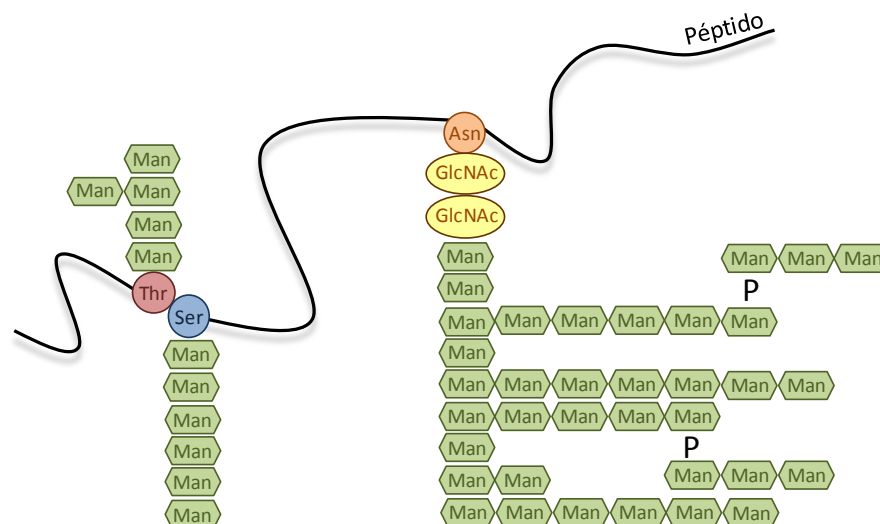 Péptido
Asn
Man
GlcNAc
Man Man
GlcNAc
Man
Man Man Man Man Man
Thr Man P
Ser Man Man Man Man Man Man
Man Man
Man Man Man Man Man Man Man Man
Man Man Man Man Man Man
Man Man P
Man Man Man Man Man Man
Man Man Man Man Man Man Man